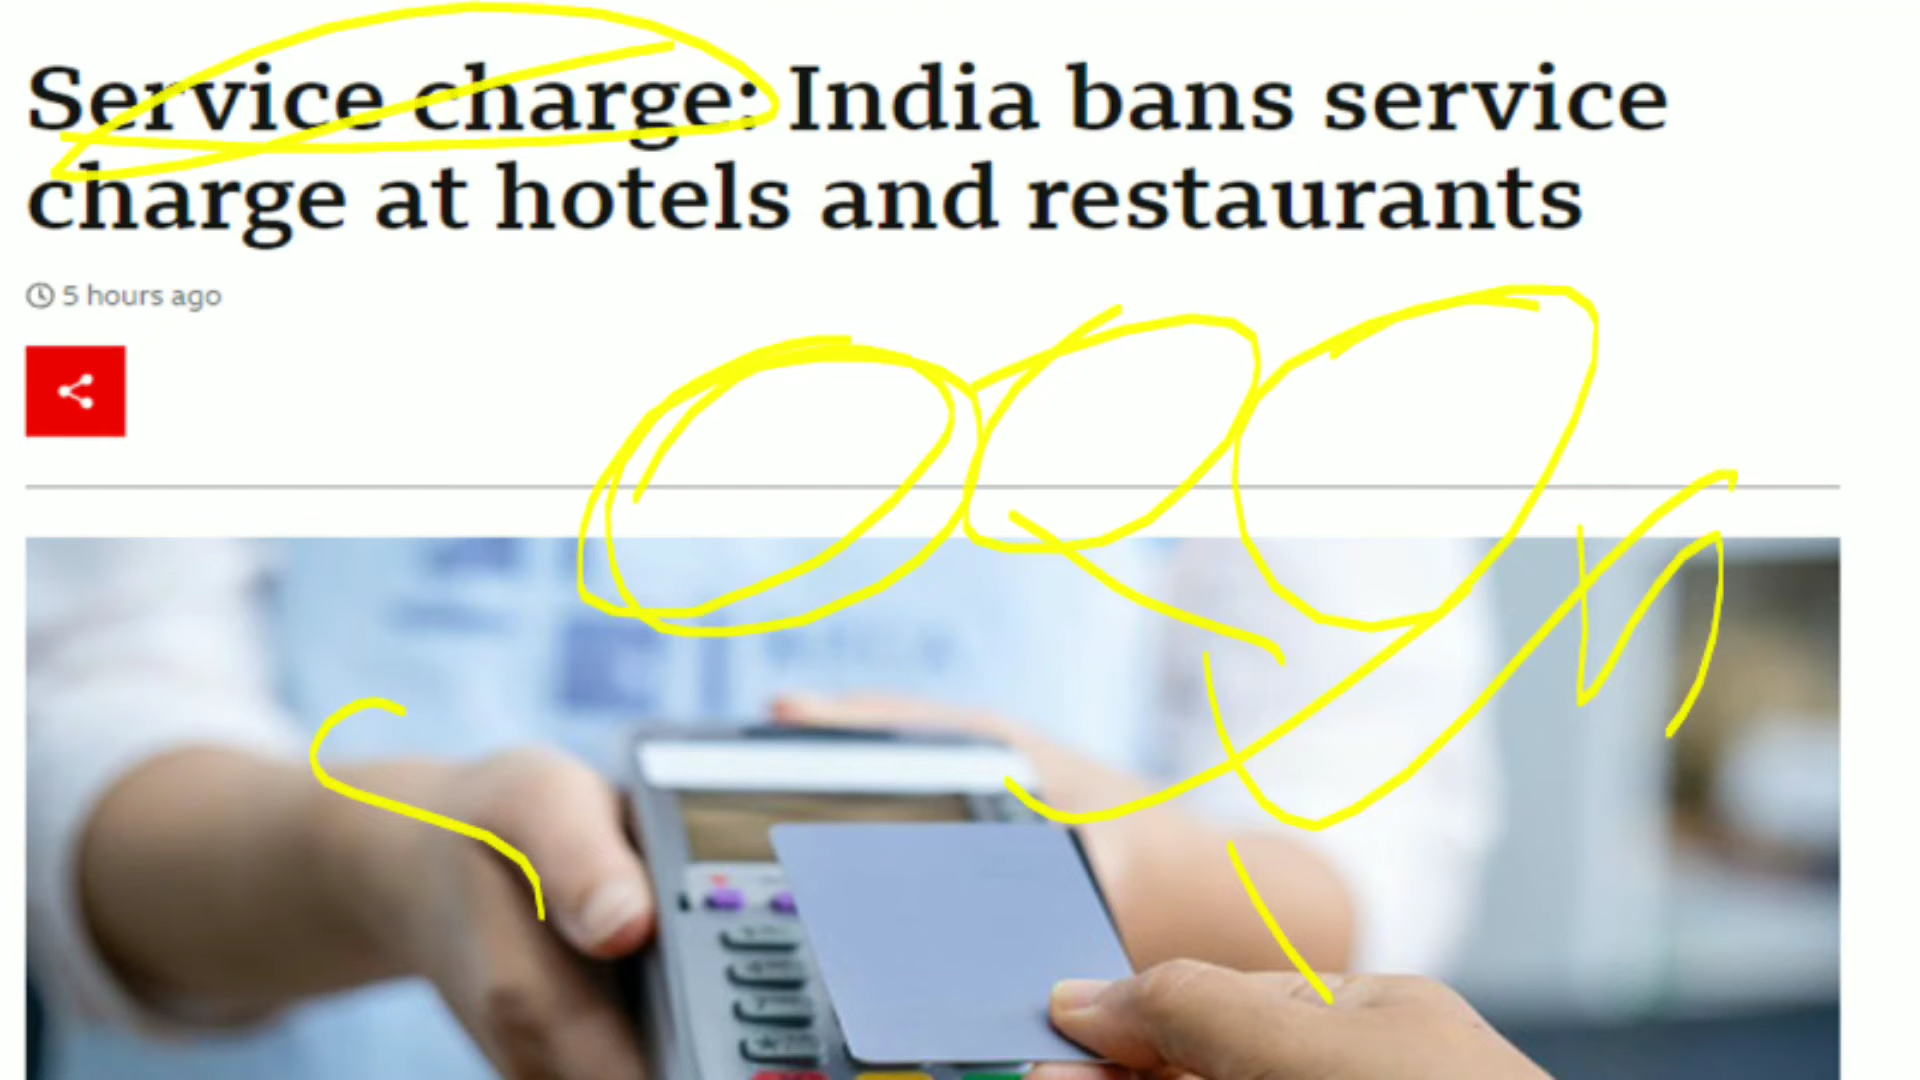 Service charge: India bans service
charge at hotels and restaurants
5 hours ago